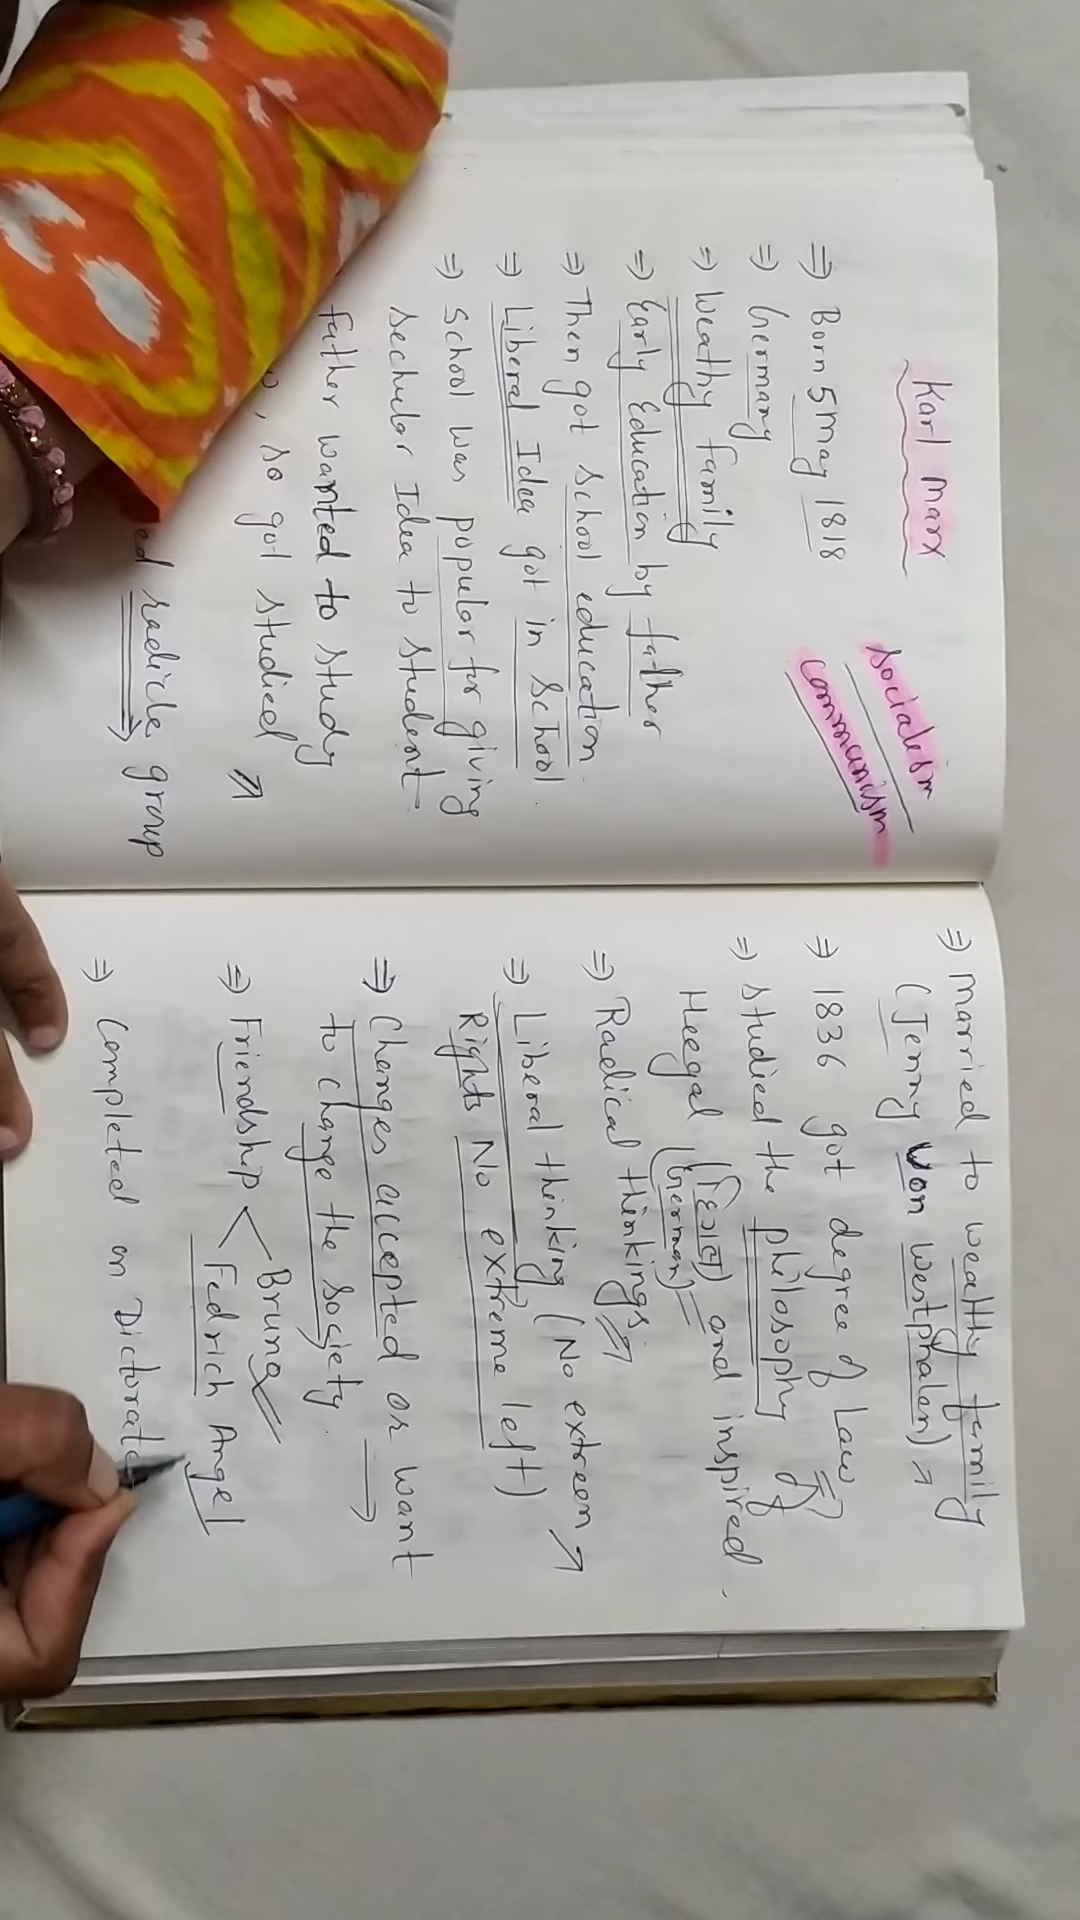 Karl Marx
socialism
communism
⇒ Born 5 May 1818
⇒ Germany
⇒ Weathy family
⇒ Early Education by father
⇒ Then got school education.
⇒ Liberal Idea got in School.
⇒ School was popular for giving
sechular Idea to student
father wanted to study
, so got studied
ed radicle group
⇒ Married to wealthy family
(Jenny Von Westphalen)
⇒ 1836 got degree of Law
⇒ studied the philosophy of
Heegal (हिगल) and inspired.
(German)
⇒ Radical thinkings
⇒ Liberal thinking (No extreem
Rights No extreme left)
⇒ Changes accepted or want
to change the society.
⇒ Friendship < Bruna
Fedrich Angel
⇒ Completed on Dictorate